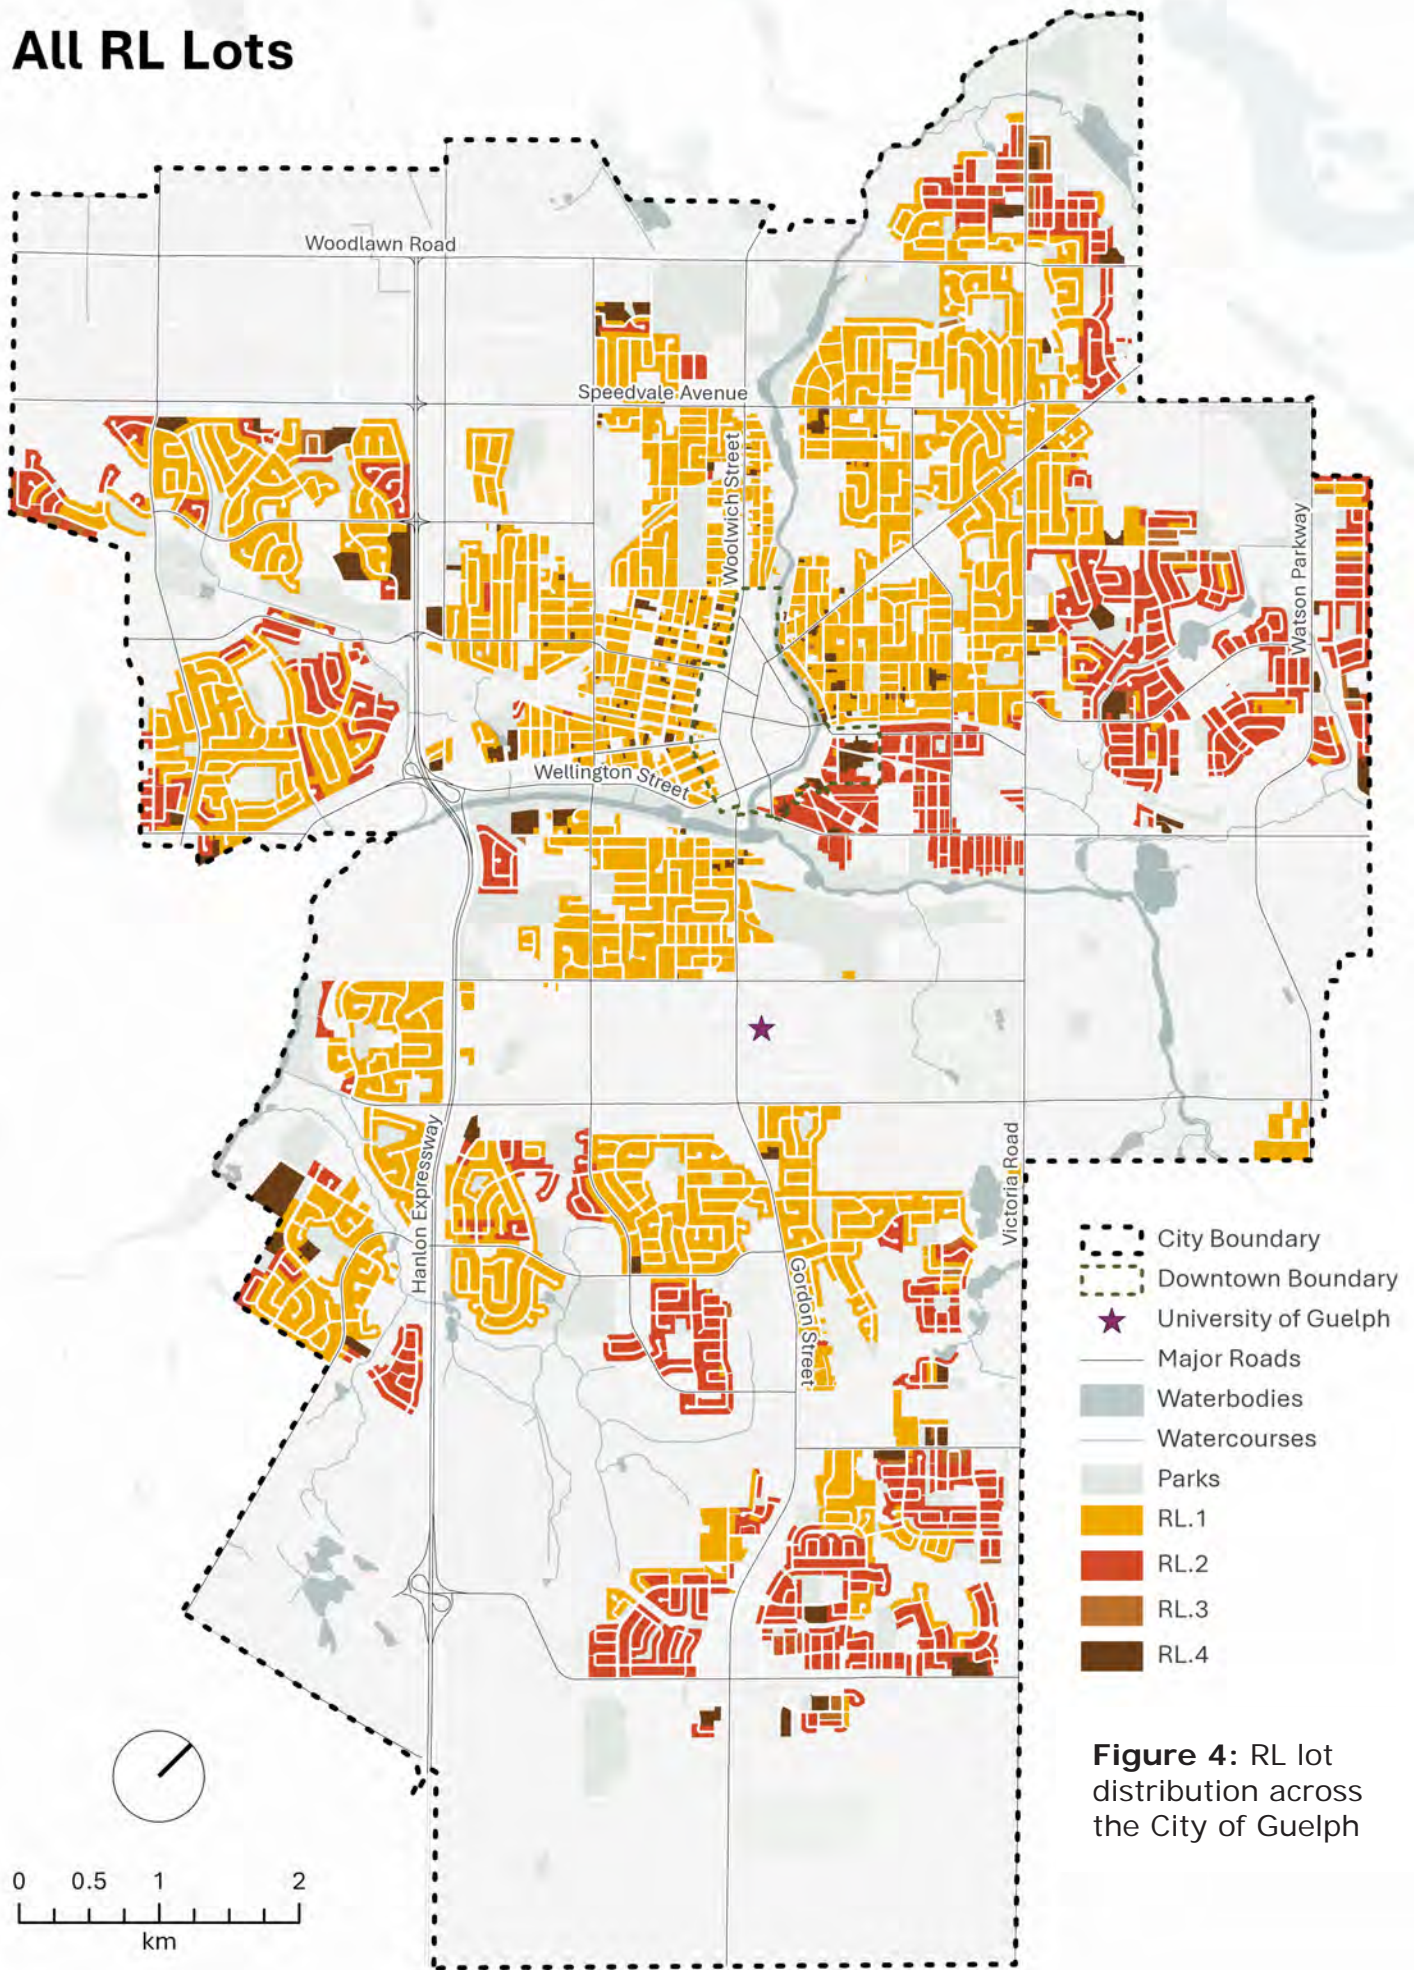 All RL Lots
Woodlawn Road
Speedvale Avenue
Woolwich Street
Watson Parkway
Wellington Street
Hanlon Expressway
Victoria Road
Gordon Street
City Boundary
Downtown Boundary
University of Guelph
Major Roads
Waterbodies
Watercourses
Parks
RL.1
RL.2
RL.3
RL.4
Figure 4: RL lot
distribution across
the City of Guelph
0 0.5 1 2
km